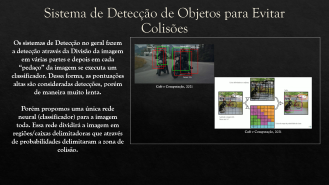 Sistema de Detecção de Objetos para Evitar
Colisões
Os sistemas de Detecção no geral fazem
a detecção através da Divisão da imagem
em várias partes e depois em cada
“pedaço” da imagem se executa um
classificador. Dessa forma, as pontuações
altas são consideradas detecções, porém
de maneira muito lenta.
Porém propomos uma única rede
neural (classificador) para a imagem
toda. Essa rede dividirá a imagem em
regiões/caixas delimitadoras que através
de probabilidades delimitaram a zona de
colisão.
Café e Computação, 2021
Café e Computação, 2021